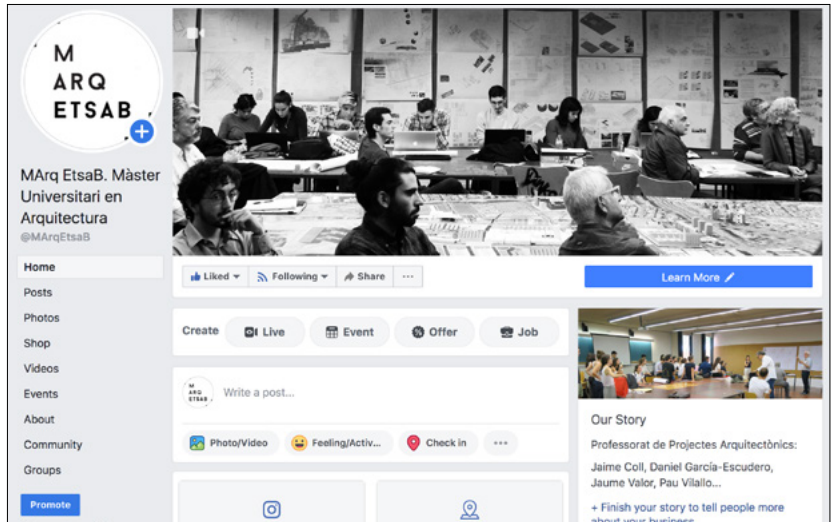 M
ARQ
ETSAB
MArq EtsaB. Màster
Universitari en
Arquitectura
@MArqEtsaB
Home
Posts
Photos
Shop
Videos
Events
About
Community
Groups
Promote
Liked
Following
Share
Learn More
Create
Live
Event
Offer
Job
M
ARQ
ETSAB
Write a post...
Photo/Video
Feeling/Activ...
Check in
Our Story
Professorat de Projectes Arquitectònics:
Jaime Coll, Daniel García-Escudero,
Jaume Valor, Pau Vilallo...
+ Finish your story to tell people more
about your business